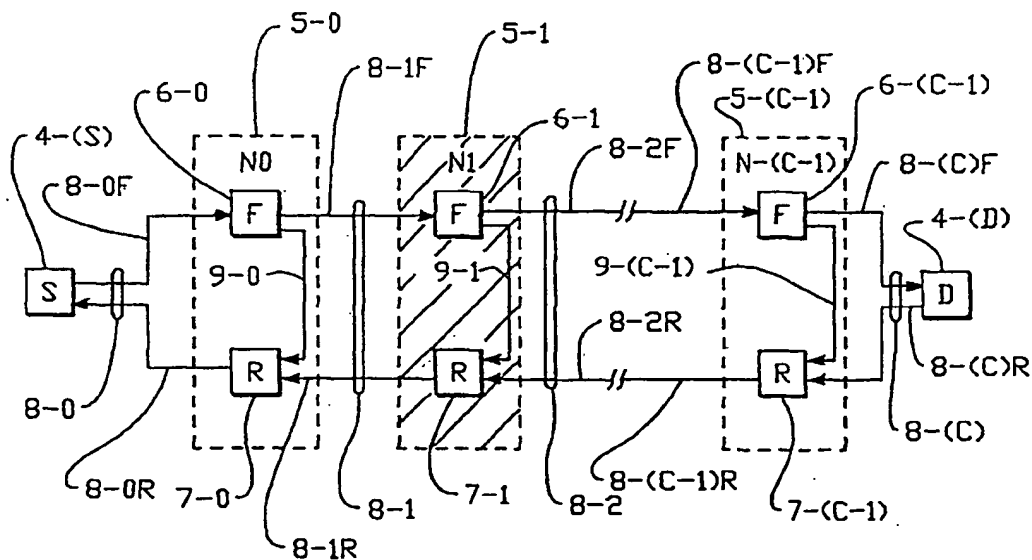 5-0
5-1
8-1F
8-(C-1)F
6-0
5-(C-1)
6-(C-1)
4-(S)
N0
N1
6-1
8-2F
N-(C-1)
8-(C)F
8-0F
F
F
F
4-(D)
9-0
9-1
9-(C-1)
S
D
8-2R
R
R
R
8-(C)R
8-0
8-(C)
8-0R
7-0
8-1
7-1
8-2
8-(C-1)R
7-(C-1)
8-1R